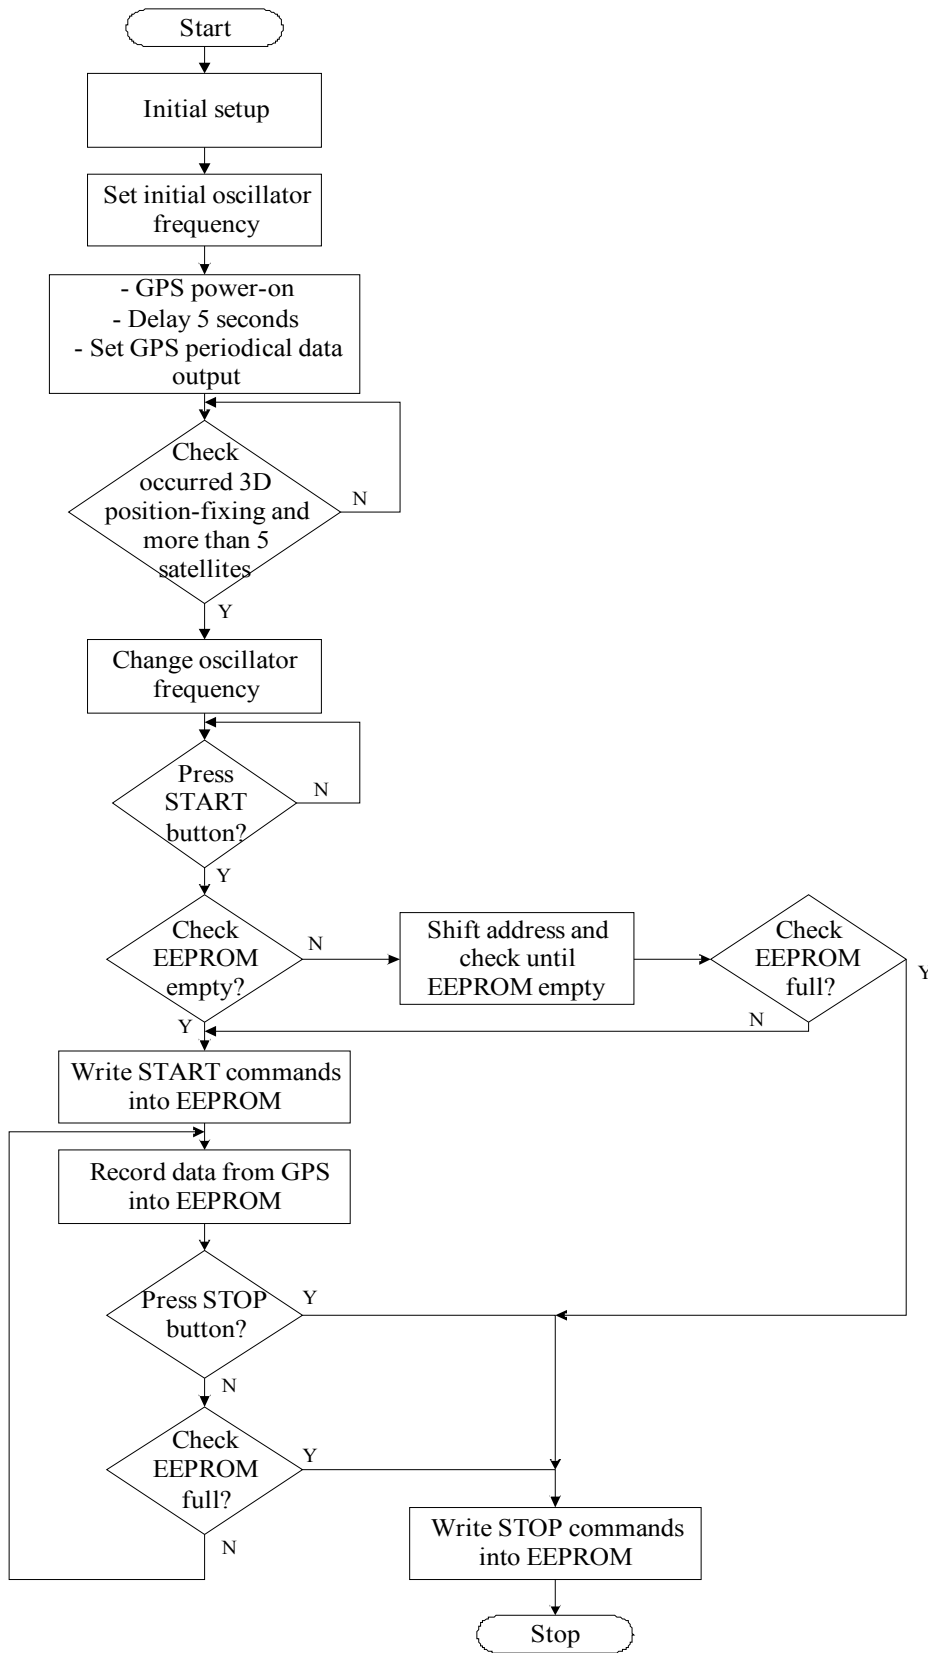 Start
Initial setup
Set initial oscillator
frequency
- GPS power-on
- Delay 5 seconds
- Set GPS periodical data
output
Check
occurred 3D
position-fixing and
more than 5
satellites
N
Y
Change oscillator
frequency
Press
START
button?
N
Y
Check
EEPROM
empty?
N
Shift address and
check until
EEPROM empty
Check
EEPROM
full?
Y
Y
N
Write START commands
into EEPROM
Record data from GPS
into EEPROM
Press STOP
button?
Y
N
Check
EEPROM
full?
Y
N
Write STOP commands
into EEPROM
Stop